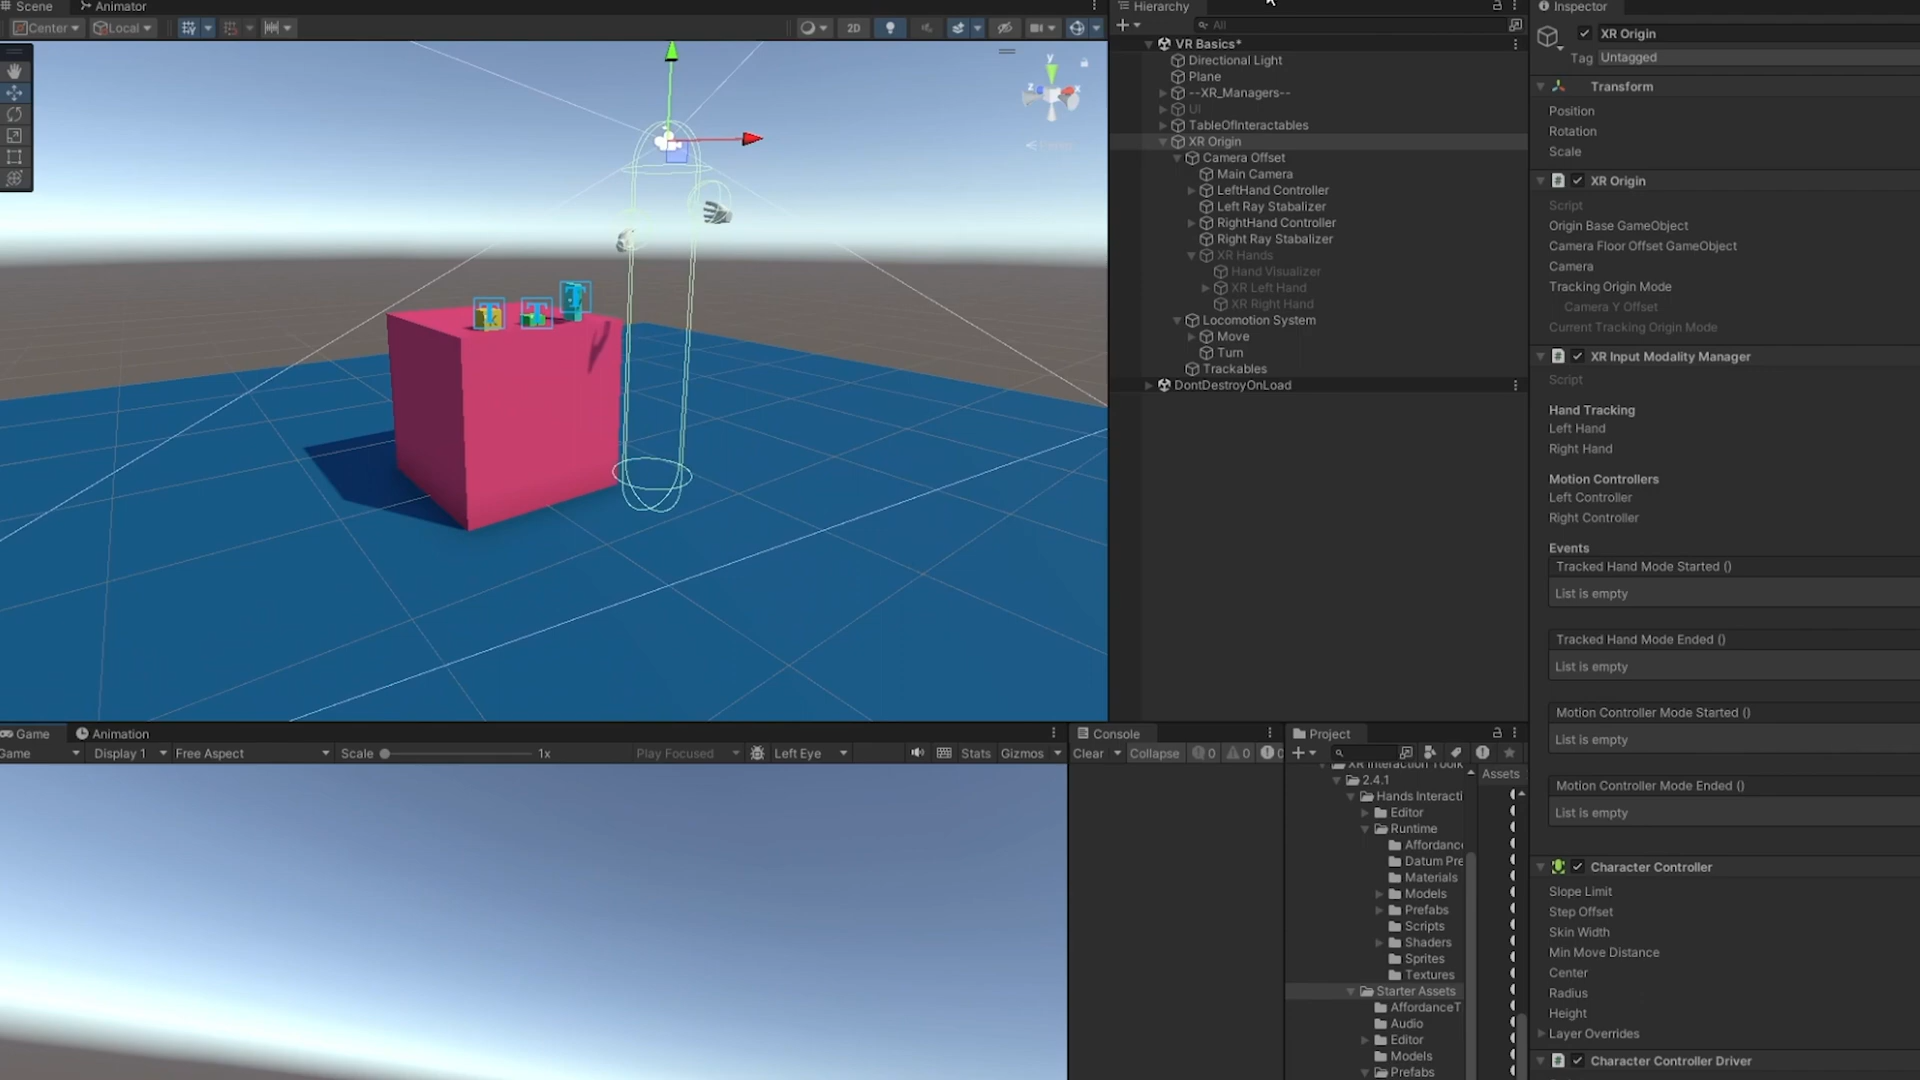 Scene Animator
Center Local 2D
y
z x
Persp
Hierarchy
All
VR Basics*
Directional Light
Plane
--XR_Managers--
UI
TableOfInteractables
XR Origin
Camera Offset
Main Camera
LeftHand Controller
Left Ray Stabalizer
RightHand Controller
Right Ray Stabalizer
XR Hands
Hand Visualizer
XR Left Hand
XR Right Hand
Locomotion System
Move
Turn
Trackables
DontDestroyOnLoad
Inspector
XR Origin
Tag Untagged
Transform
Position
Rotation
Scale
XR Origin
Script
Origin Base GameObject
Camera Floor Offset GameObject
Camera
Tracking Origin Mode
Camera Y Offset
Current Tracking Origin Mode
XR Input Modality Manager
Script
Hand Tracking
Left Hand
Right Hand
Motion Controllers
Left Controller
Right Controller
Events
Tracked Hand Mode Started ()
List is empty
Tracked Hand Mode Ended ()
List is empty
Motion Controller Mode Started ()
List is empty
Motion Controller Mode Ended ()
List is empty
Character Controller
Slope Limit
Step Offset
Skin Width
Min Move Distance
Center
Radius
Height
Layer Overrides
Character Controller Driver
Game Animation
Game Display 1 Free Aspect Scale 1x Play Focused Left Eye Stats Gizmos
Console
Clear Collapse 0 0 0
Project
XR Interaction Toolk
Assets
2.4.1
Hands Interacti
Editor
Runtime
Affordanc
Datum Pre
Materials
Models
Prefabs
Scripts
Shaders
Sprites
Textures
Starter Assets
AffordanceT
Audio
Editor
Models
Prefabs